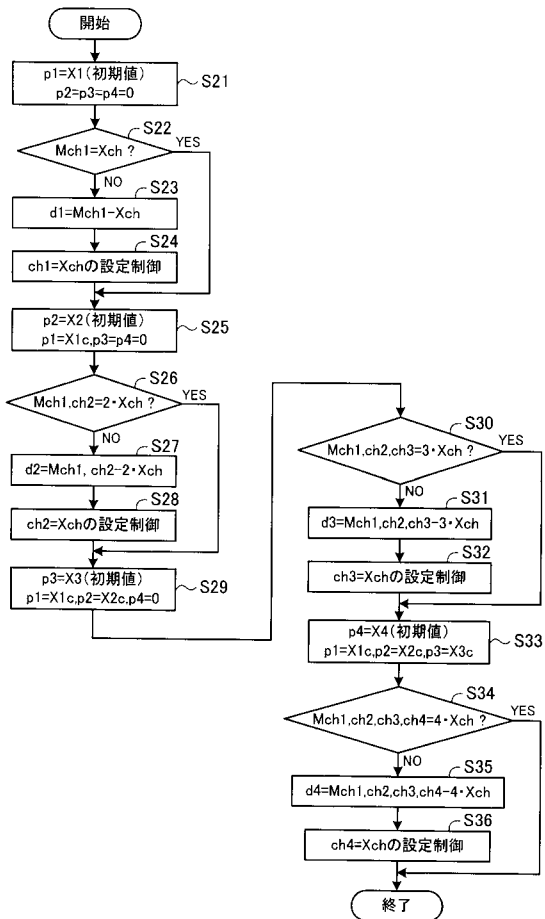 開始
p1=X1(初期値)
p2=p3=p4=0
S21
S22
Mch1=Xch ?
YES
NO
S23
d1=Mch1-Xch
S24
ch1=Xchの設定制御
p2=X2(初期値)
p1=X1c,p3=p4=0
S25
S26
Mch1,ch2=2・Xch ?
YES
NO
S27
d2=Mch1, ch2-2・Xch
S28
ch2=Xchの設定制御
p3=X3(初期値)
p1=X1c,p2=X2c,p4=0
S29
S30
Mch1,ch2,ch3=3・Xch ?
YES
NO
S31
d3=Mch1,ch2,ch3-3・Xch
S32
ch3=Xchの設定制御
p4=X4(初期値)
p1=X1c,p2=X2c,p3=X3c
S33
S34
Mch1,ch2,ch3,ch4=4・Xch ?
YES
NO
S35
d4=Mch1,ch2,ch3,ch4-4・Xch
S36
ch4=Xchの設定制御
終了